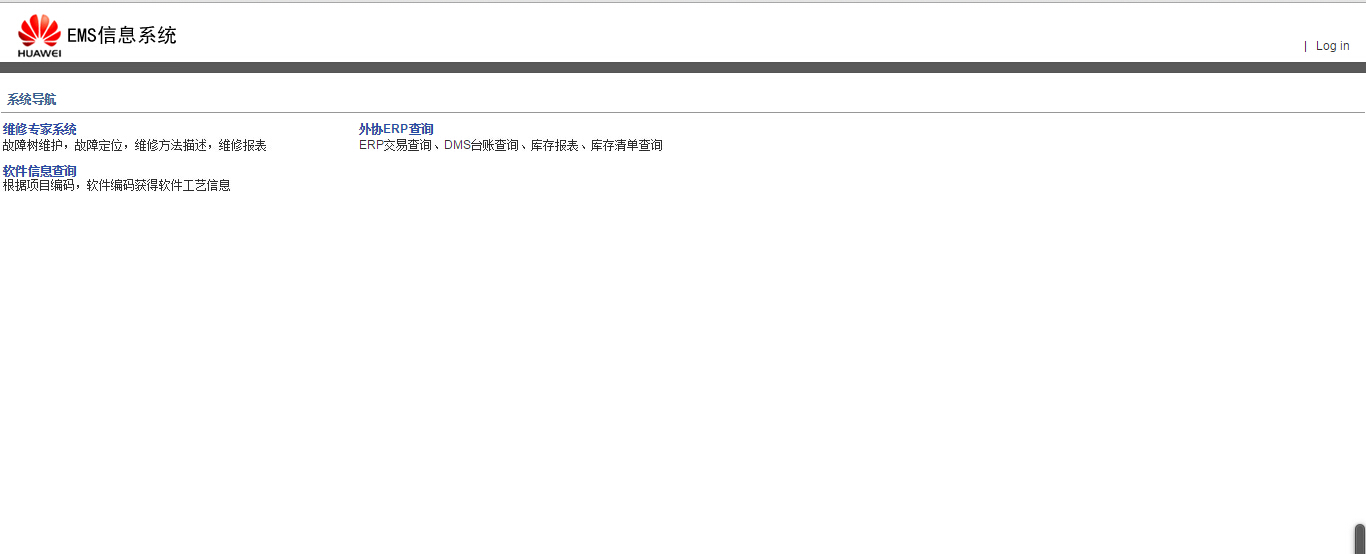 HUAWEI
EMS信息系统
| Log in
系统导航
维修专家系统
故障树维护，故障定位，维修方法描述，维修报表
外协ERP查询
ERP交易查询、DMS台账查询、库存报表、库存清单查询
软件信息查询
根据项目编码，软件编码获得软件工艺信息